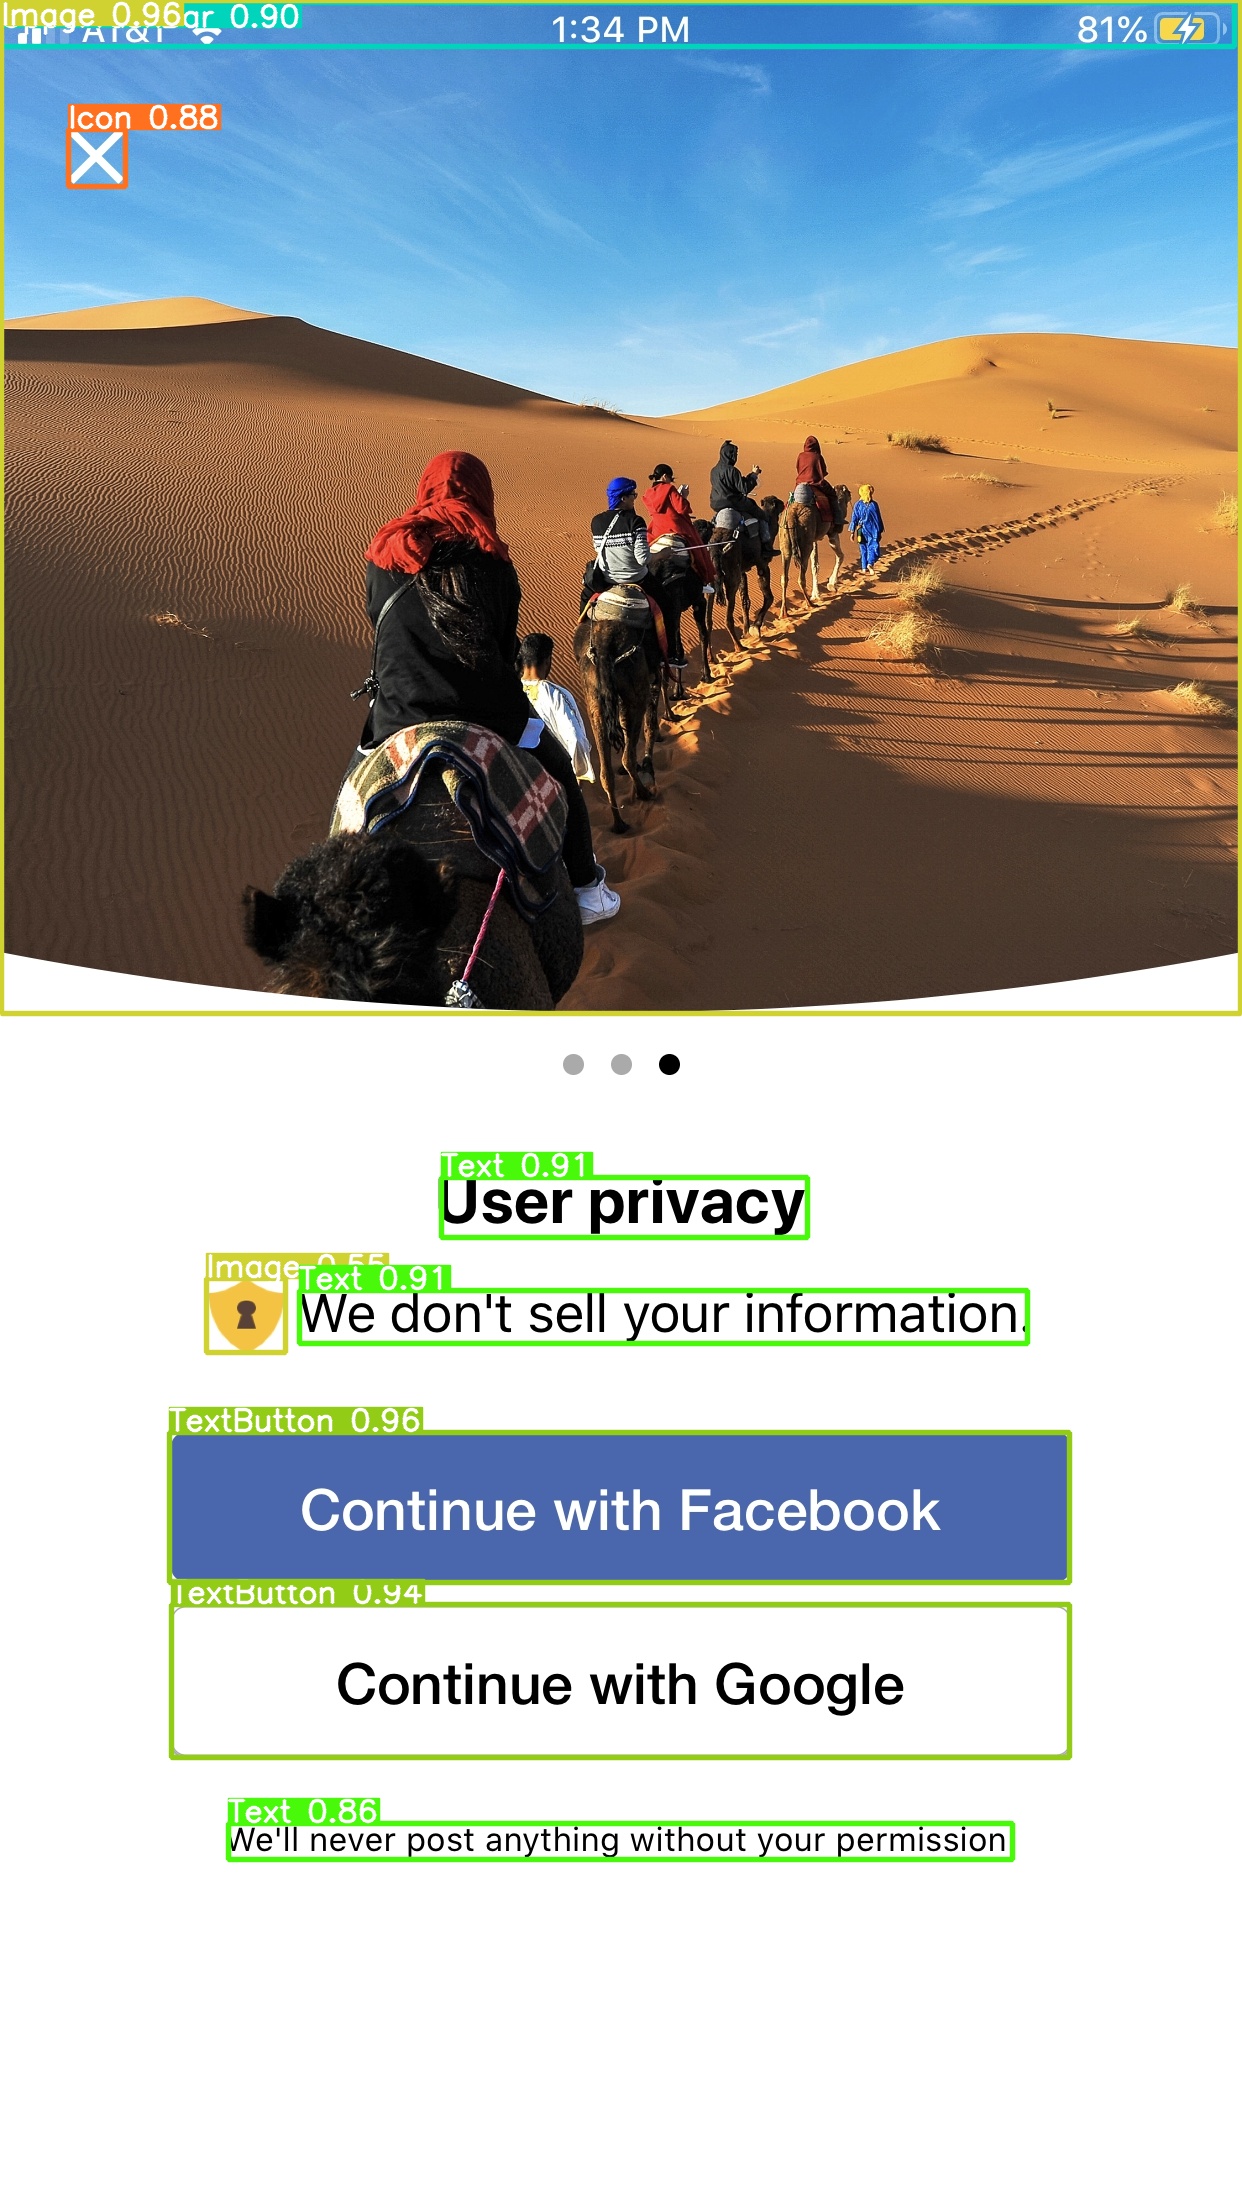 Image 0.96ar 0.90
AT&T 1:34 PM 81%
Icon 0.88
Text 0.91
User privacy
Image 0.55
Text 0.91
We don't sell your information.
TextButton 0.96
Continue with Facebook
TextButton 0.94
Continue with Google
Text 0.86
We'll never post anything without your permission